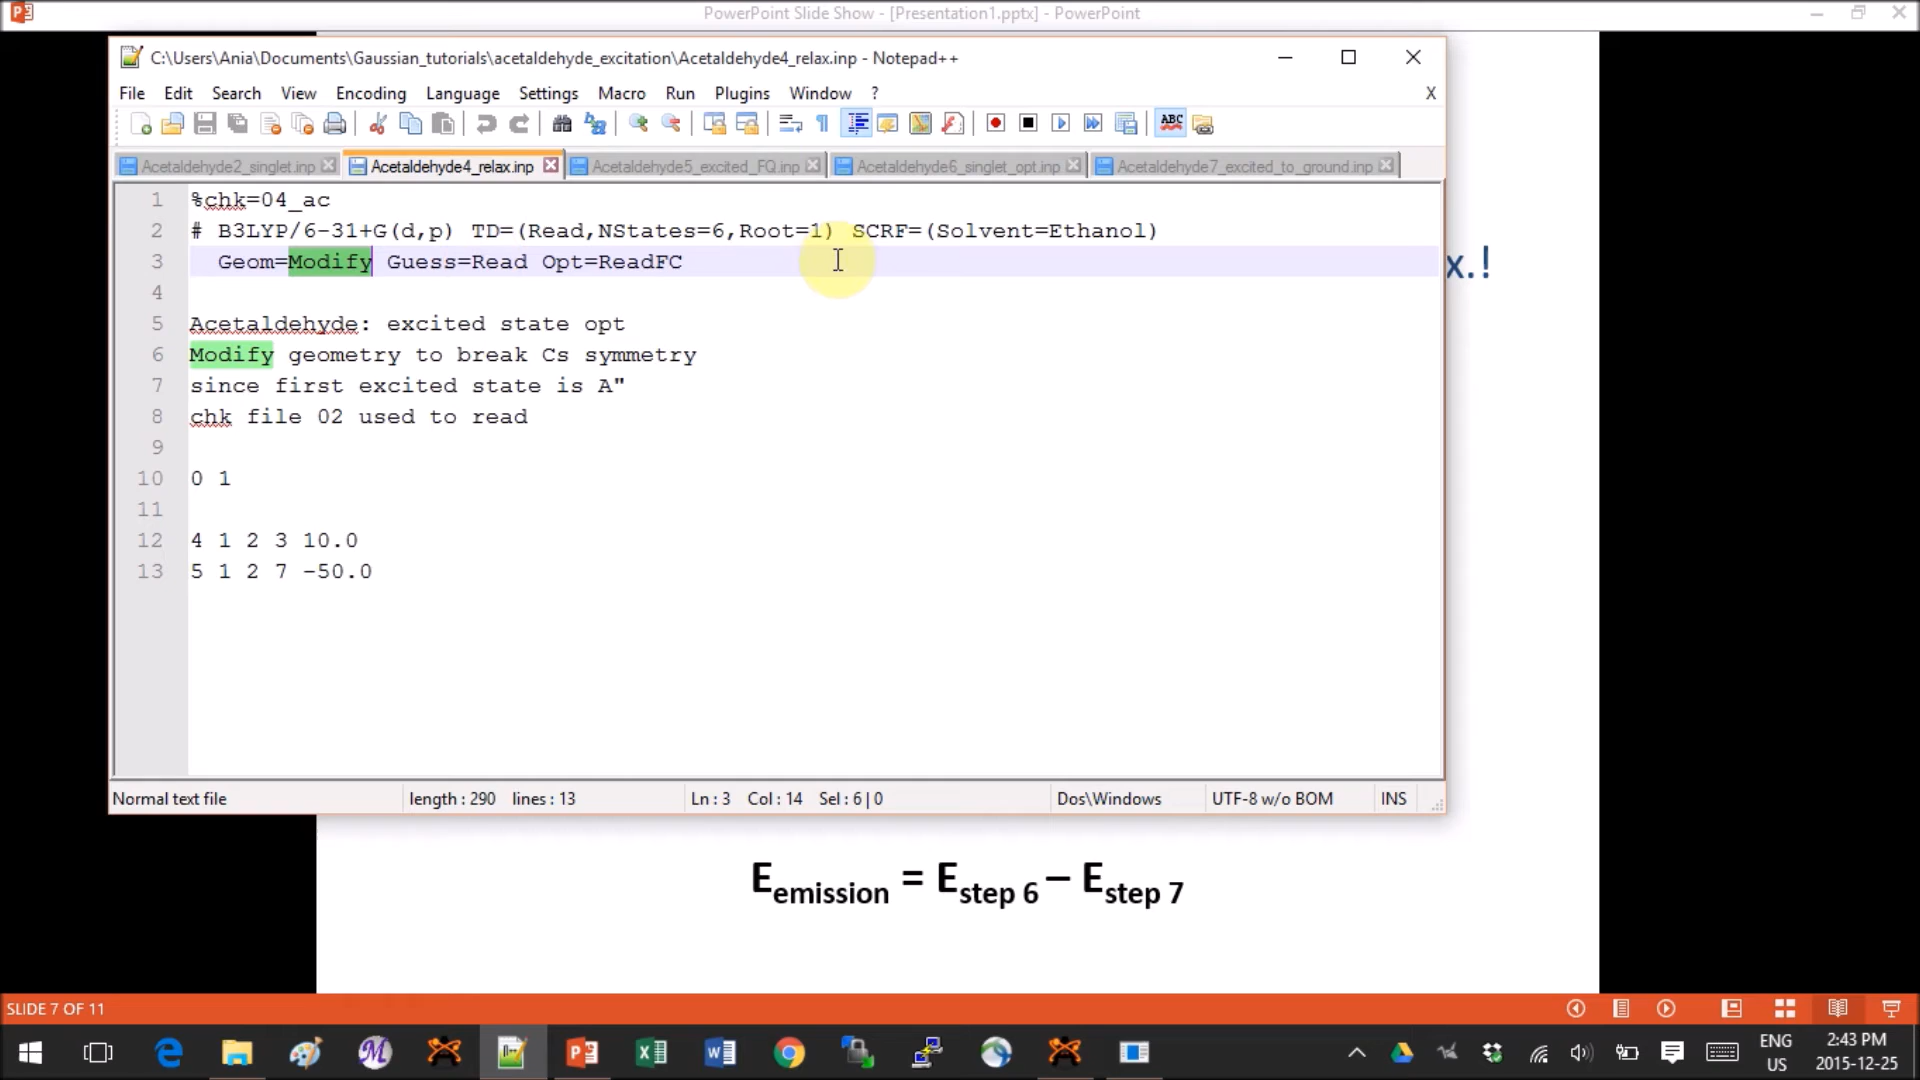 PowerPoint Slide Show - [Presentation1.pptx] - PowerPoint
C:\Users\Ania\Documents\Gaussian_tutorials\acetaldehyde_excitation\Acetaldehyde4_relax.inp - Notepad++
File Edit Search View Encoding Language Settings Macro Run Plugins Window ? X
ABC
Acetaldehyde2_singlet.inp Acetaldehyde4_relax.inp Acetaldehyde5_excited_FQ.inp Acetaldehyde6_singlet_opt.inp Acetaldehyde7_excited_to_ground.inp
1 %chk=04_ac
2 # B3LYP/6-31+G(d,p) TD=(Read,NStates=6,Root=1) SCRF=(Solvent=Ethanol)
3 Geom=Modify Guess=Read Opt=ReadFC
x.!
4
5 Acetaldehyde: excited state opt
6 Modify geometry to break Cs symmetry
7 since first excited state is A"
8 chk file 02 used to read
9
10 0 1
11
12 4 1 2 3 10.0
13 5 1 2 7 -50.0
Normal text file length : 290 lines : 13 Ln : 3 Col : 14 Sel : 6 | 0 Dos\Windows UTF-8 w/o BOM INS
Eemission = Estep 6 – Estep 7
SLIDE 7 OF 11
ENG
US
2:43 PM
2015-12-25